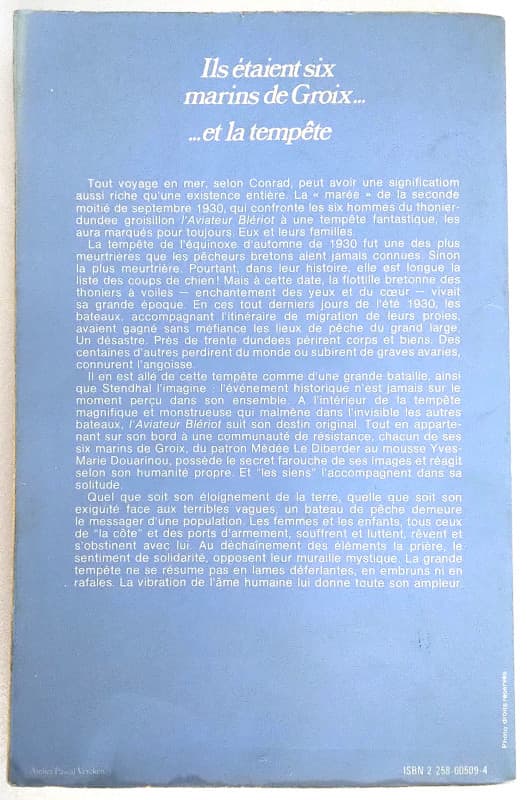 Ils étaient six
marins de Groix...
...et la tempête
Tout voyage en mer, selon Conrad, peut avoir une significatiom
aussi riche qu'une existence entière. La « marée » de la seconde
moitié de septembre 1930, qui confronte les six hommes du thonier-
dundee groisillon l'Aviateur Blériot à une tempête fantastique, les
aura marqués pour toujours. Eux et leurs familles.
La tempête de l'équinoxe d'automne de 1930 fut une des plus
meurtrières que les pêcheurs bretons aient jamais connues. Sinon
la plus meurtrière. Pourtant, dans leur histoire, elle est longue la
liste des coups de chien! Mais à cette date, la flottille bretonne des
thoniers à voiles — enchantement des yeux et du cœur — vivait
sa grande époque. En ces tout derniers jours de l'été 1930, les
bateaux, accompagnant l'itinéraire de migration de leurs proies,
avaient gagné sans méfiance les lieux de pêche du grand large.
Un désastre. Près de trente dundées périrent corps et biens. Des
centaines d'autres perdirent du monde ou subirent de graves avaries,
connurent l'angoisse.
Il en est allé de cette tempête comme d'une grande bataille, ainsi
que Stendhal l'imagine : l'événement historique n'est jamais sur le
moment perçu dans son ensemble. A l'intérieur de la tempête
magnifique et monstrueuse qui malmène dans l'invisible les autres
bateaux, l'Aviateur Blériot suit son destin original. Tout en apparte-
nant sur son bord à une communauté de résistance, chacun de ses
six marins de Groix, du patron Médée Le Diberder au mousse Yves-
Marie Douarinou, possède le secret farouche de ses images et réagit
selon son humanité propre. Et "les siens" l'accompagnent dans sa
solitude.
Quel que soit son éloignement de la terre, quelle que soit son
exiguïté face aux terribles vagues, un bateau de pêche demeure
le messager d'une population. Les femmes et les enfants, tous ceux
de "la côte" et des ports d'armement, souffrent et luttent, rêvent et
s'obstinent avec lui. Au déchaînement des éléments la prière, le
sentiment de solidarité, opposent leur muraille mystique. La grande
tempête ne se résume pas en lames déferlantes, en embruns ni en
rafales. La vibration de l'âme humaine lui donne toute son ampleur.
Photo droits réservés
Atelier Pascal Vercken
ISBN 2 258 00509-4